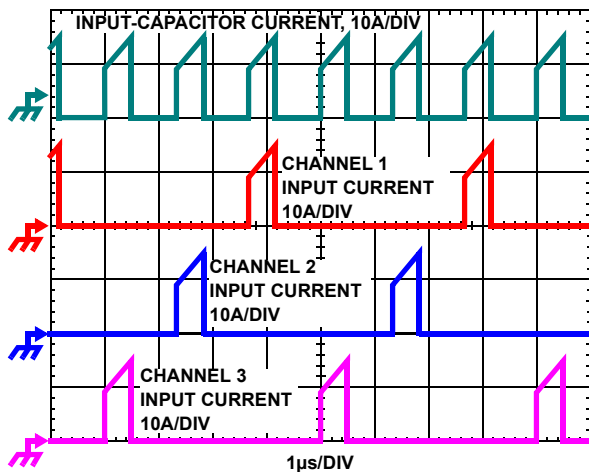 INPUT-CAPACITOR CURRENT, 10A/DIV
CHANNEL 1
INPUT CURRENT
10A/DIV
CHANNEL 2
INPUT CURRENT
10A/DIV
CHANNEL 3
INPUT CURRENT
10A/DIV
1µs/DIV